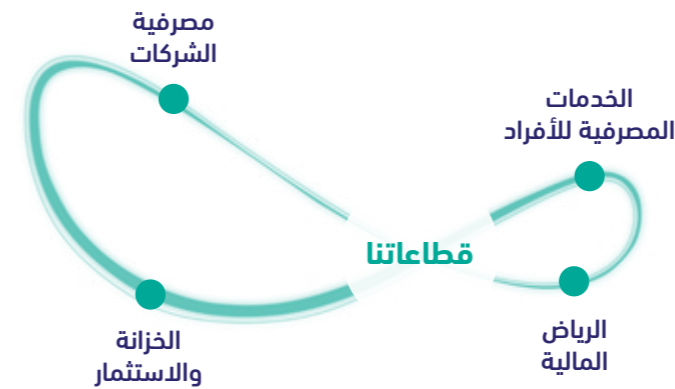 الخدمات
المصرفية للأفراد
مصرفية
الشركات
قطاعاتنا
الرياض
المالية
الخزانة
والاستثمار